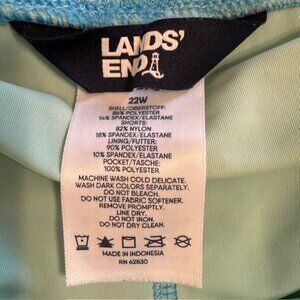 LANDS'
END
22W
SHELL/OBERSTOFF:
86% POLYESTER
14% SPANDEX/ELASTANE
SHORTS:
82% NYLON
18% SPANDEX/ELASTANE
LINING/FUTTER:
90% POLYESTER
10% SPANDEX/ELASTANE
POCKET/TASCHE:
100% POLYESTER
MACHINE WASH COLD DELICATE.
WASH DARK COLORS SEPARATELY.
DO NOT BLEACH.
DO NOT USE FABRIC SOFTENER.
REMOVE PROMPTLY.
LINE DRY.
DO NOT IRON.
DO NOT DRY CLEAN.
MADE IN INDONESIA
RN 62830